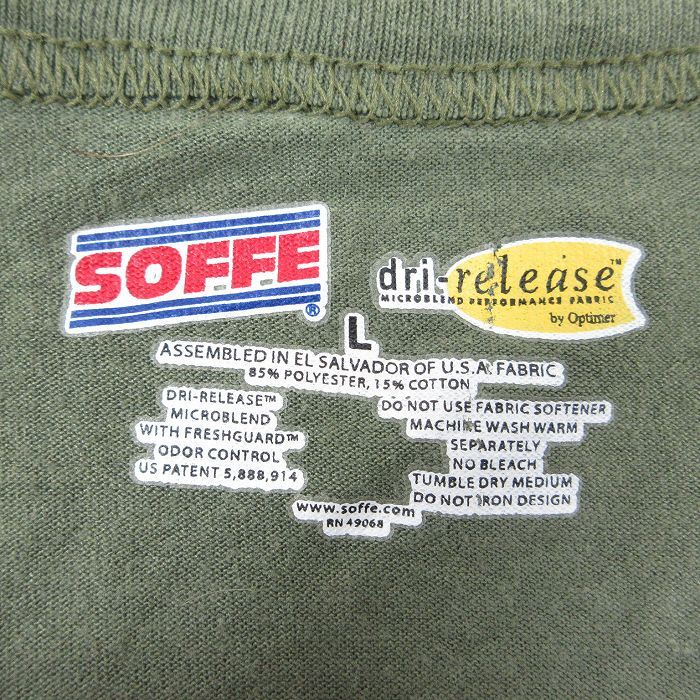 SOFFE®
dri-release™
MICROBLEND PERFORMANCE FABRIC
by Optimer
L
ASSEMBLED IN EL SALVADOR OF U.S.A. FABRIC
85% POLYESTER, 15% COTTON
DRI-RELEASE™
MICROBLEND
WITH FRESHGUARD™
ODOR CONTROL
US PATENT 5,888,914
DO NOT USE FABRIC SOFTENER
MACHINE WASH WARM
SEPARATELY
NO BLEACH
TUMBLE DRY MEDIUM
DO NOT IRON DESIGN
www.soffe.com
RN 49068